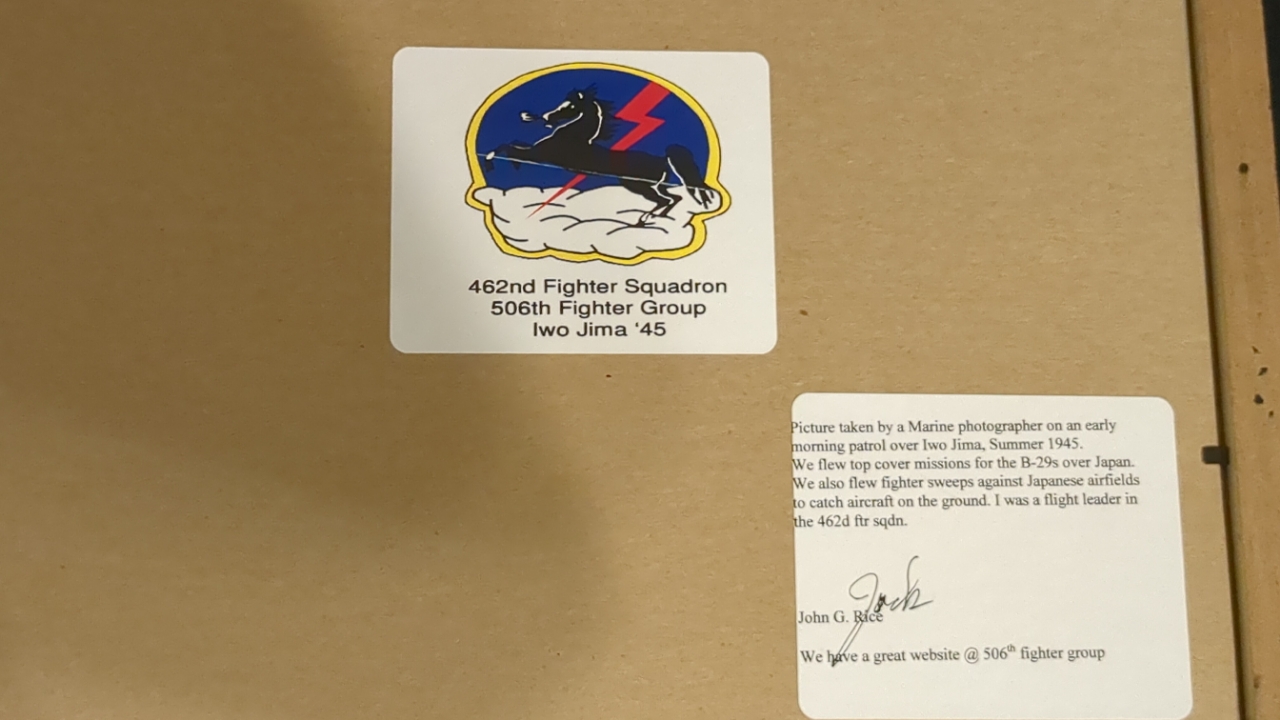 462nd Fighter Squadron
506th Fighter Group
Iwo Jima '45
Picture taken by a Marine photographer on an early
morning patrol over Iwo Jima, Summer 1945.
We flew top cover missions for the B-29s over Japan.
We also flew fighter sweeps against Japanese airfields
to catch aircraft on the ground. I was a flight leader in
the 462d ftr sqdn.
Jack
John G. Rice
We have a great website @ 506th fighter group